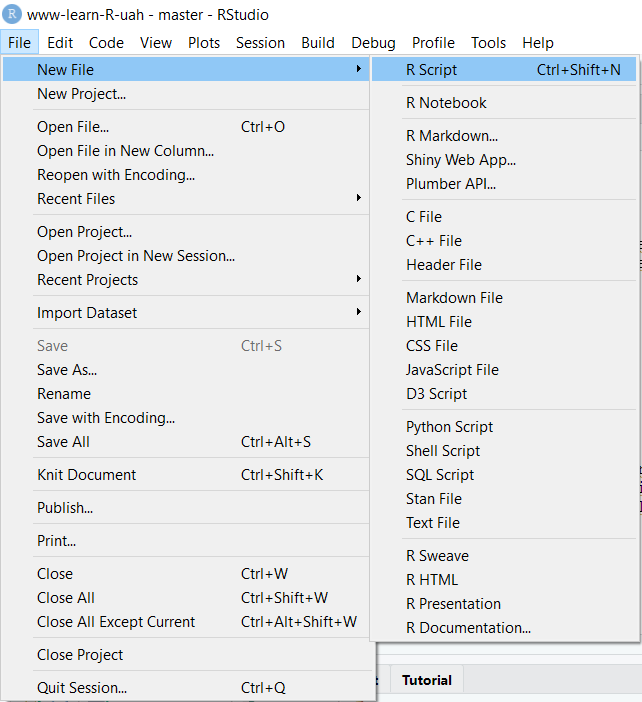 R www-learn-R-uah - master - RStudio
File Edit Code View Plots Session Build Debug Profile Tools Help
New File
New Project...
Open File... Ctrl+O
Open File in New Column...
Reopen with Encoding...
Recent Files
Open Project...
Open Project in New Session...
Recent Projects
Import Dataset
Save Ctrl+S
Save As...
Rename
Save with Encoding...
Save All Ctrl+Alt+S
Knit Document Ctrl+Shift+K
Publish...
Print...
Close Ctrl+W
Close All Ctrl+Shift+W
Close All Except Current Ctrl+Alt+Shift+W
Close Project
Quit Session... Ctrl+Q
R Script Ctrl+Shift+N
R Notebook
R Markdown...
Shiny Web App...
Plumber API...
C File
C++ File
Header File
Markdown File
HTML File
CSS File
JavaScript File
D3 Script
Python Script
Shell Script
SQL Script
Stan File
Text File
R Sweave
R HTML
R Presentation
R Documentation...
Tutorial